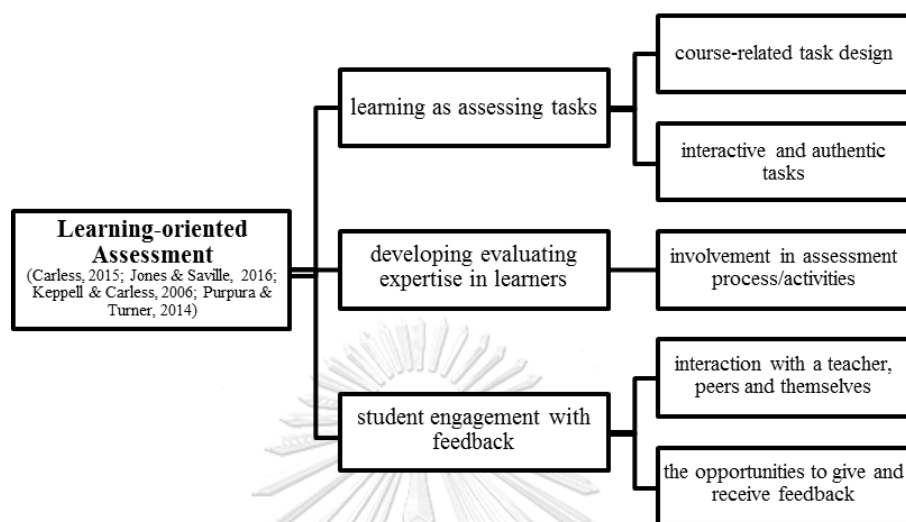 Learning-oriented
Assessment
(Carless, 2015; Jones & Saville, 2016;
Keppell & Carless, 2006; Purpura &
Turner, 2014)
learning as assessing tasks
course-related task design
interactive and authentic
tasks
developing evaluating
expertise in learners
involvement in assessment
process/activities
student engagement with
feedback
interaction with a teacher,
peers and themselves
the opportunities to give and
receive feedback